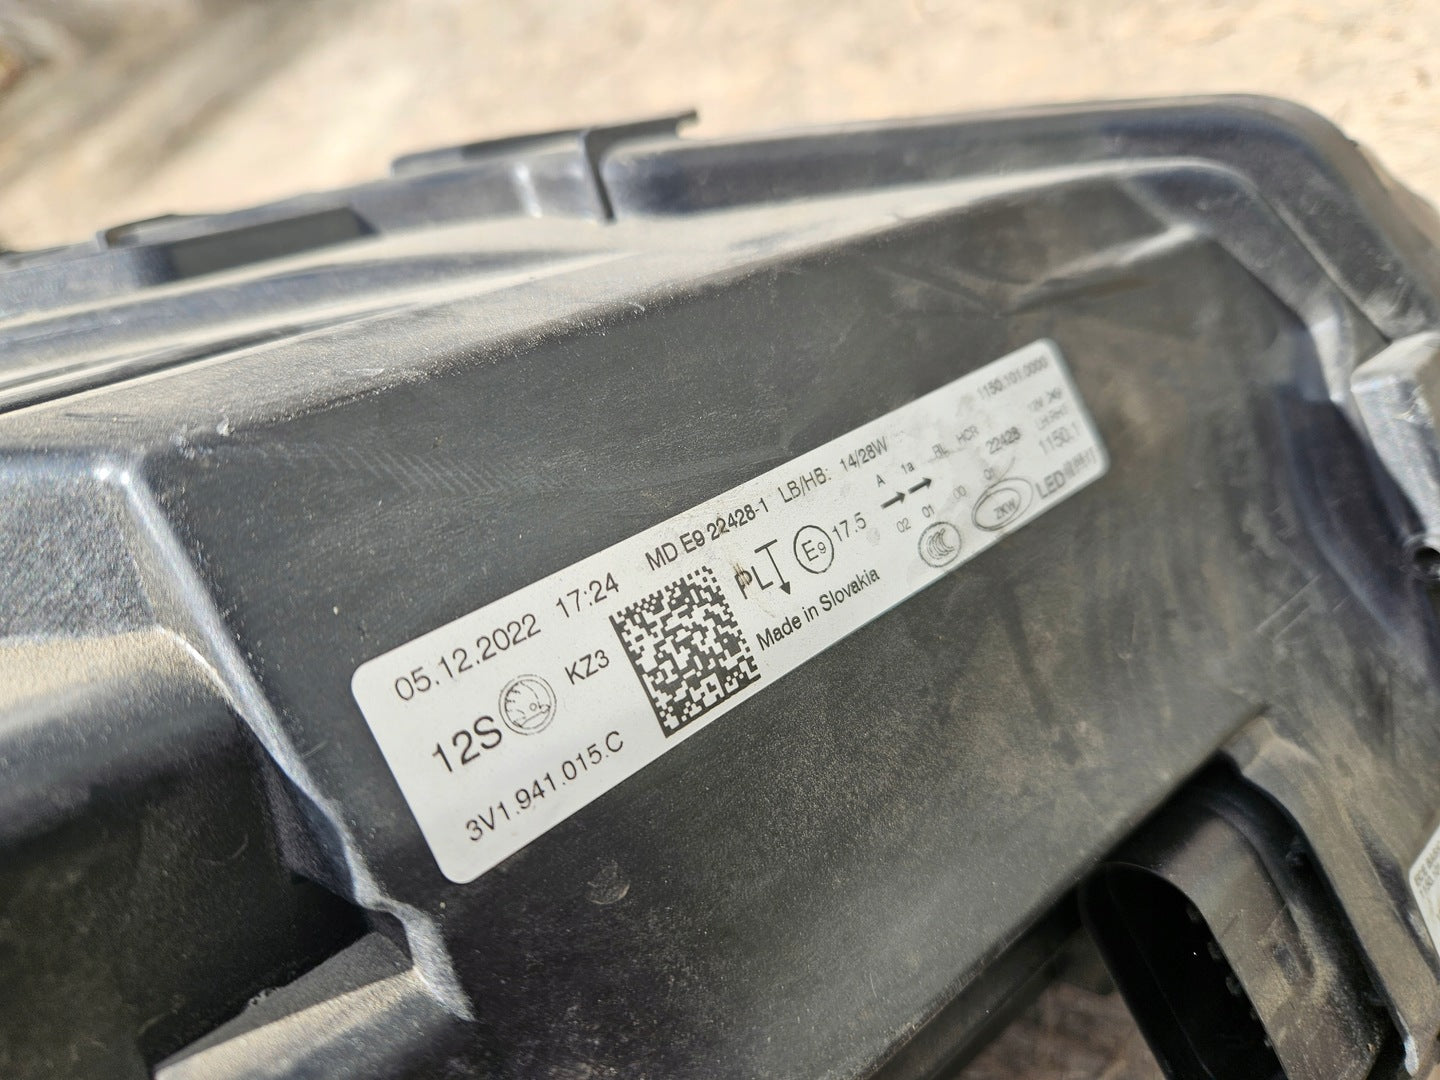 05.12.2022 17:24 MD E9 22428-1 LB/HB: 14/28W 1150.101.0000
12S KZ3 PL E9 17.5 A 1a BL HCR
02 01 00 01 22428
3V1.941.015.C Made in Slovakia ZKW LED 1150.1